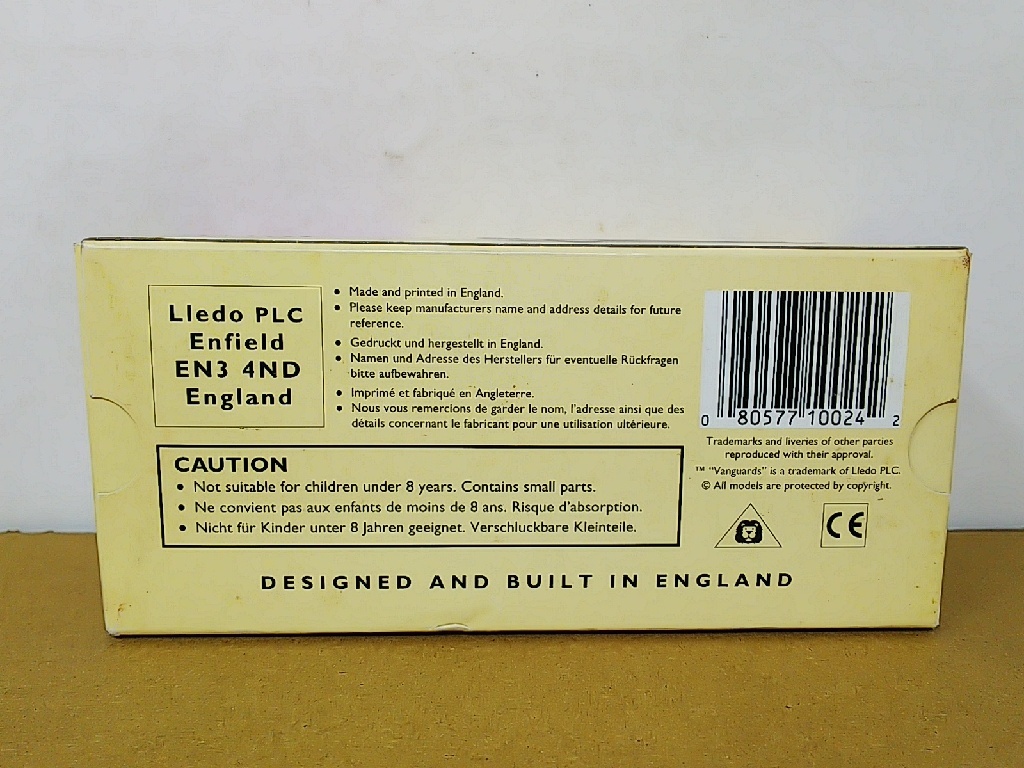 Lledo PLC
Enfield
EN3 4ND
England
• Made and printed in England.
• Please keep manufacturers name and address details for future
reference.
• Gedruckt und hergestellt in England.
• Namen und Adresse des Herstellers für eventuelle Rückfragen
bitte aufbewahren.
• Imprimé et fabriqué en Angleterre.
• Nous vous remercions de garder le nom, l'adresse ainsi que des
détails concernant le fabricant pour une utilisation ultérieure.
0 80577 10024 2
Trademarks and liveries of other parties
reproduced with their approval.
™ "Vanguards" is a trademark of Lledo PLC.
© All models are protected by copyright.
CE
CAUTION
• Not suitable for children under 8 years. Contains small parts.
• Ne convient pas aux enfants de moins de 8 ans. Risque d'absorption.
• Nicht für Kinder unter 8 Jahren geeignet. Verschluckbare Kleinteile.
DESIGNED AND BUILT IN ENGLAND